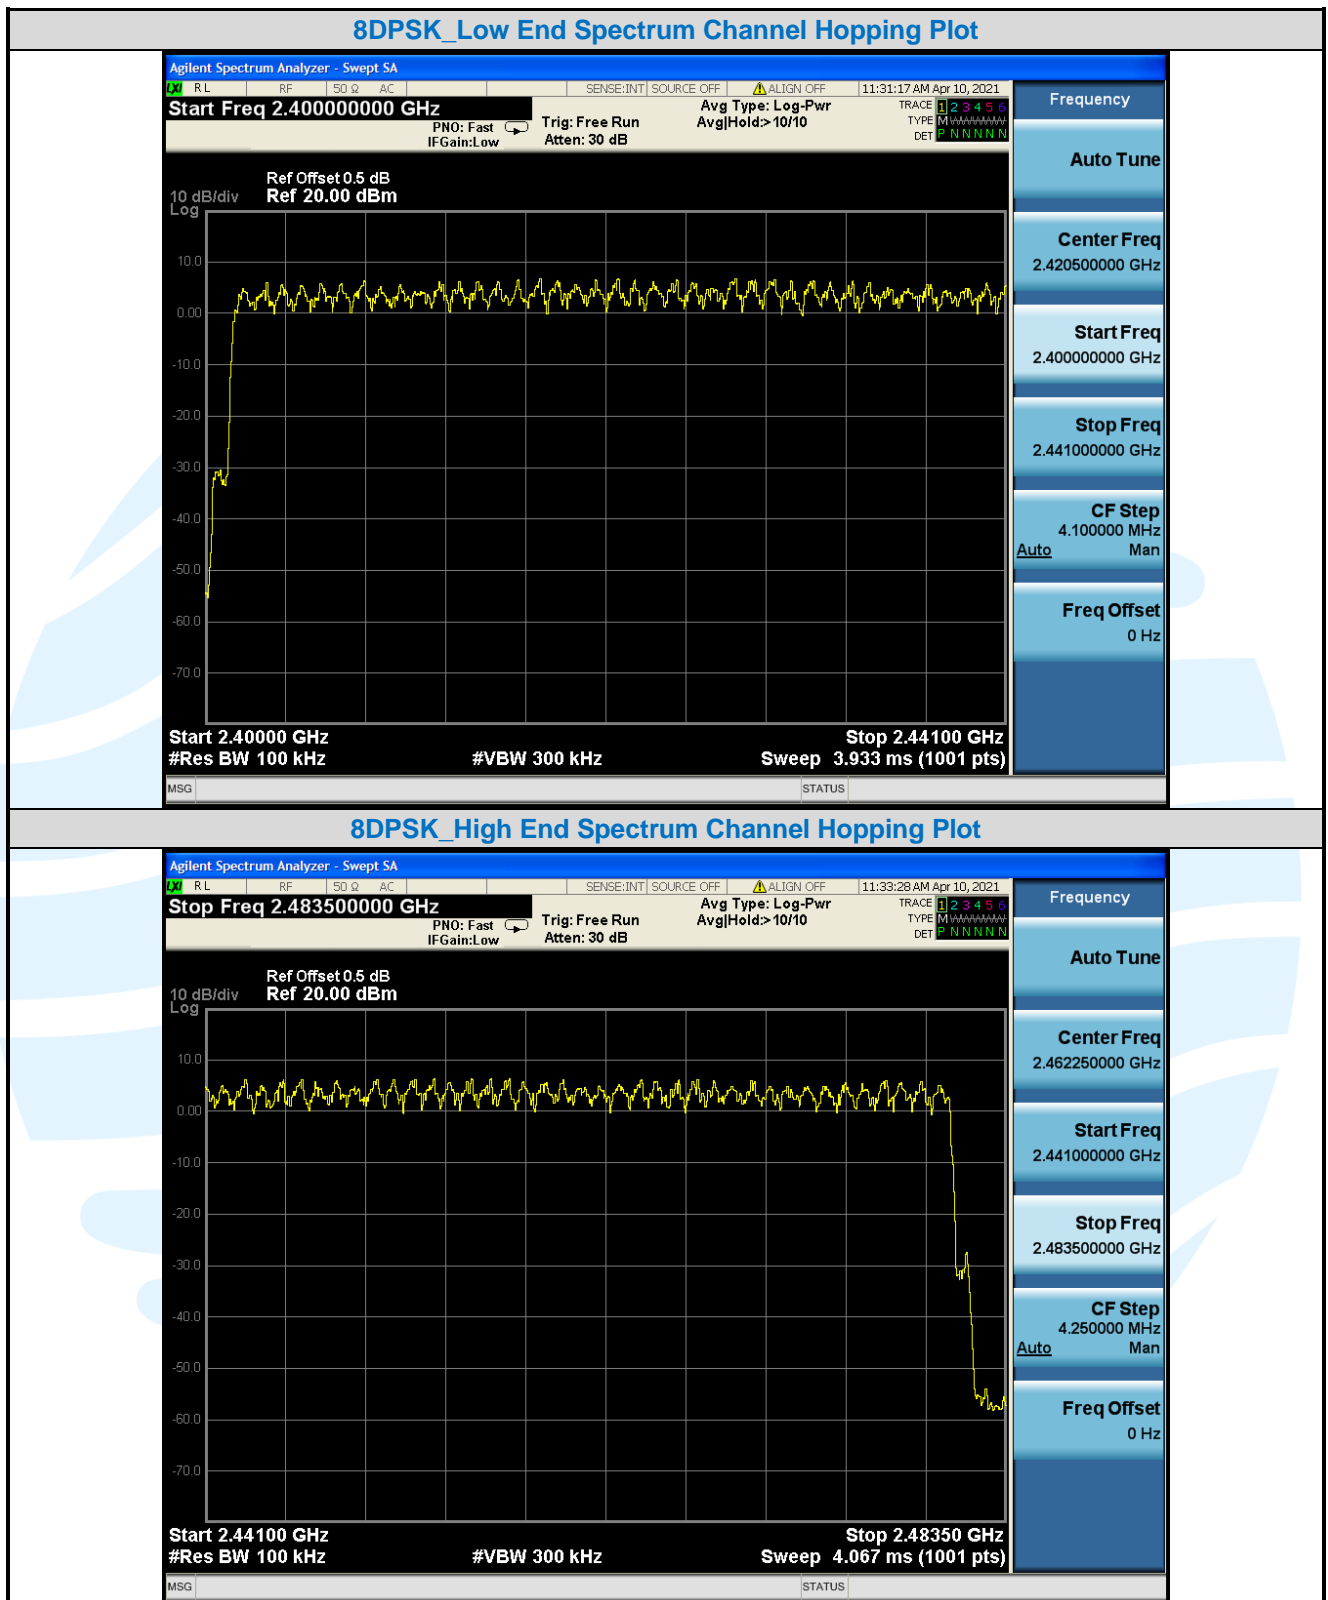 8DPSK_Low End Spectrum Channel Hopping Plot
Agilent Spectrum Analyzer - Swept SA
LXI RL RF 50 Ω AC SENSE:INT SOURCE OFF ALIGN OFF 11:31:17 AM Apr 10, 2021
Start Freq 2.400000000 GHz
PNO: Fast
IFGain:Low
Trig: Free Run
Atten: 30 dB
Avg Type: Log-Pwr
Avg|Hold:> 10/10
TRACE 1 2 3 4 5 6
TYPE M W W W W W
DET P N N N N N
Frequency
Auto Tune
Center Freq
2.420500000 GHz
Start Freq
2.400000000 GHz
Stop Freq
2.441000000 GHz
CF Step
4.100000 MHz
Auto Man
Freq Offset
0 Hz
Ref Offset 0.5 dB
10 dB/div Ref 20.00 dBm
Log
10.0
0.00
-10.0
-20.0
-30.0
-40.0
-50.0
-60.0
-70.0
Start 2.40000 GHz Stop 2.44100 GHz
#Res BW 100 kHz #VBW 300 kHz Sweep 3.933 ms (1001 pts)
MSG STATUS
8DPSK_High End Spectrum Channel Hopping Plot
Agilent Spectrum Analyzer - Swept SA
LXI RL RF 50 Ω AC SENSE:INT SOURCE OFF ALIGN OFF 11:33:28 AM Apr 10, 2021
Stop Freq 2.483500000 GHz
PNO: Fast
IFGain:Low
Trig: Free Run
Atten: 30 dB
Avg Type: Log-Pwr
Avg|Hold:> 10/10
TRACE 1 2 3 4 5 6
TYPE M W W W W W
DET P N N N N N
Frequency
Auto Tune
Center Freq
2.462250000 GHz
Start Freq
2.441000000 GHz
Stop Freq
2.483500000 GHz
CF Step
4.250000 MHz
Auto Man
Freq Offset
0 Hz
Ref Offset 0.5 dB
10 dB/div Ref 20.00 dBm
Log
10.0
0.00
-10.0
-20.0
-30.0
-40.0
-50.0
-60.0
-70.0
Start 2.44100 GHz Stop 2.48350 GHz
#Res BW 100 kHz #VBW 300 kHz Sweep 4.067 ms (1001 pts)
MSG STATUS